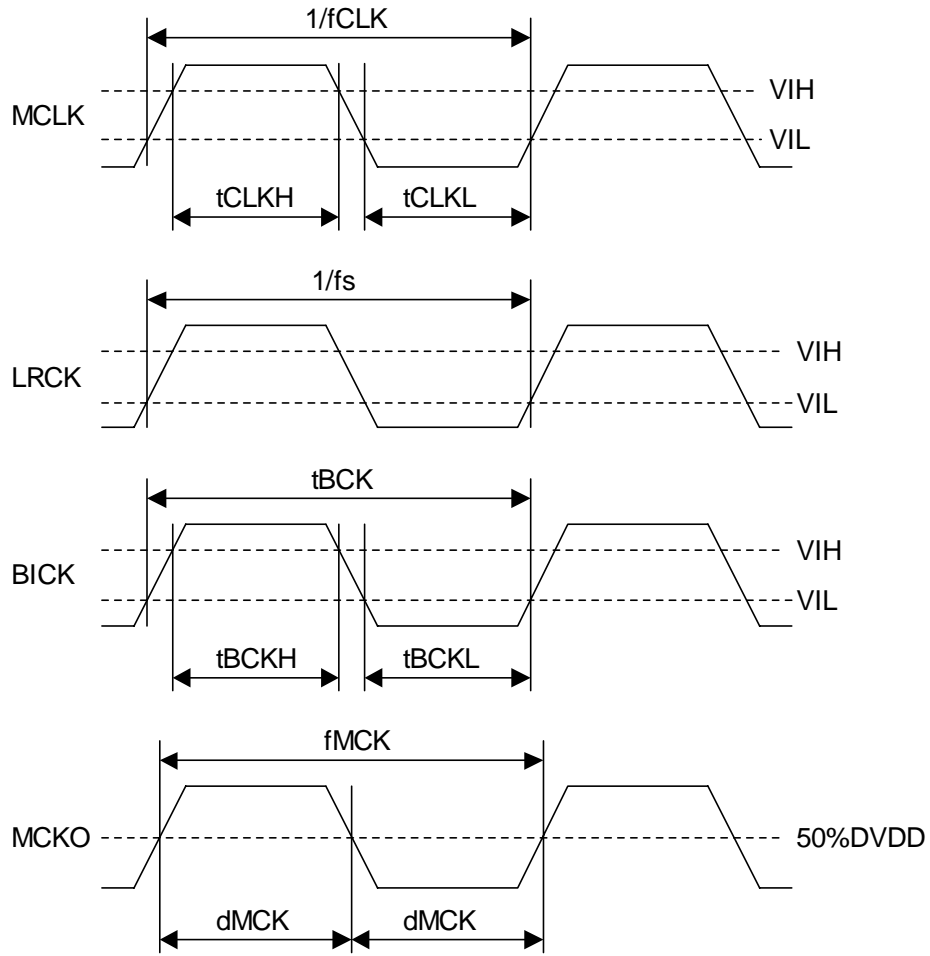 1/fCLK
MCLK
VIH
VIL
tCLKH
tCLKL
1/fs
LRCK
VIH
VIL
tBCK
BICK
VIH
VIL
tBCKH
tBCKL
fMCK
MCKO
50%DVDD
dMCK
dMCK